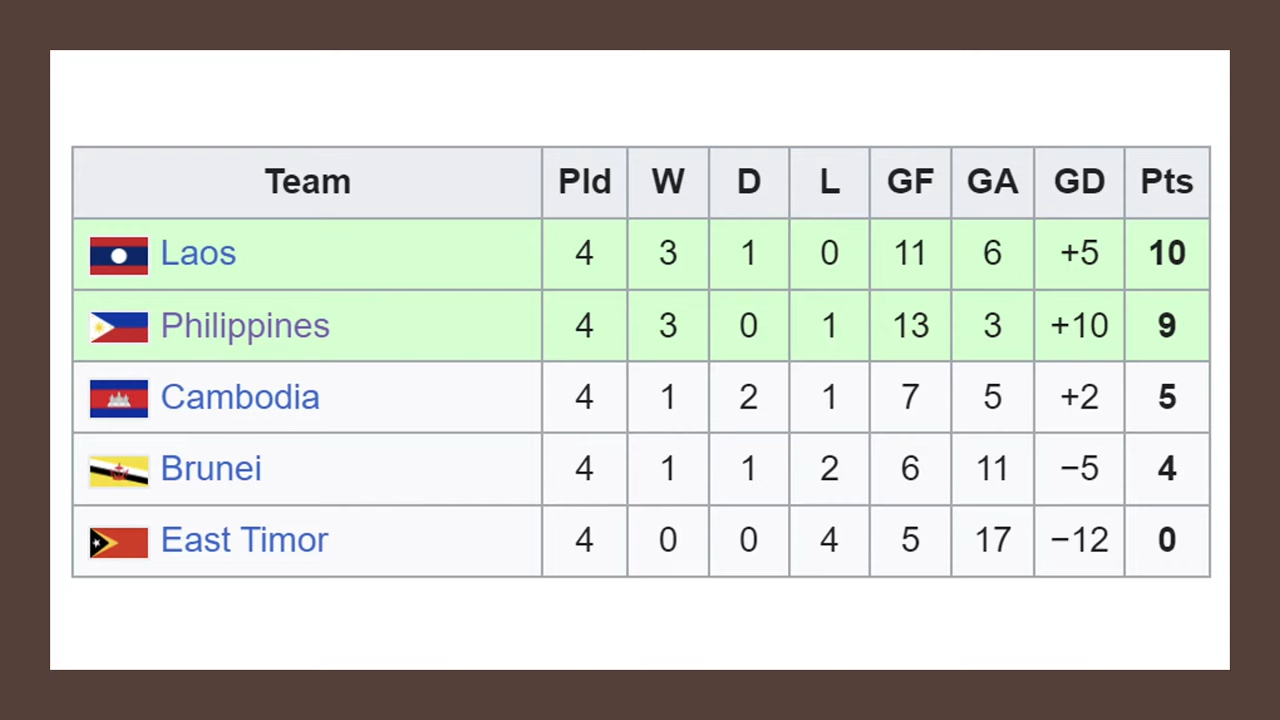 Team Pld W D L GF GA GD Pts
Laos 4 3 1 0 11 6 +5 10
Philippines 4 3 0 1 13 3 +10 9
Cambodia 4 1 2 1 7 5 +2 5
Brunei 4 1 1 2 6 11 −5 4
East Timor 4 0 0 4 5 17 −12 0